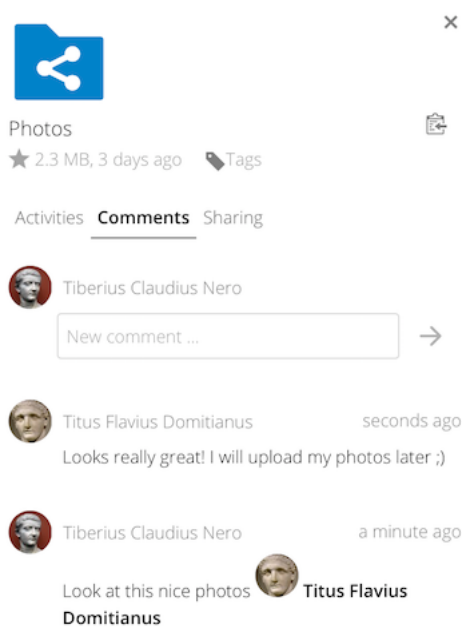 Photos
2.3 MB, 3 days ago Tags
Activities Comments Sharing
Tiberius Claudius Nero
New comment ...
Titus Flavius Domitianus seconds ago
Looks really great! I will upload my photos later ;)
Tiberius Claudius Nero a minute ago
Look at this nice photos Titus Flavius
Domitianus